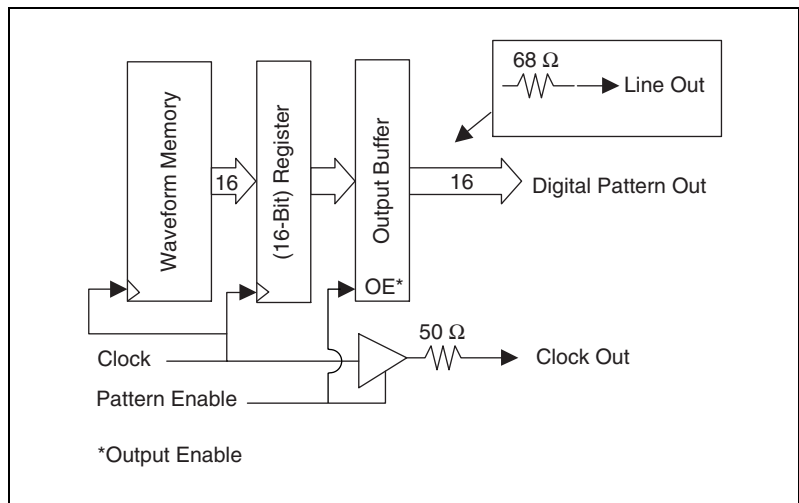 68 Ω
Line Out
Waveform Memory
16
(16-Bit) Register
Output Buffer
16
Digital Pattern Out
OE*
50 Ω
Clock
Clock Out
Pattern Enable
*Output Enable